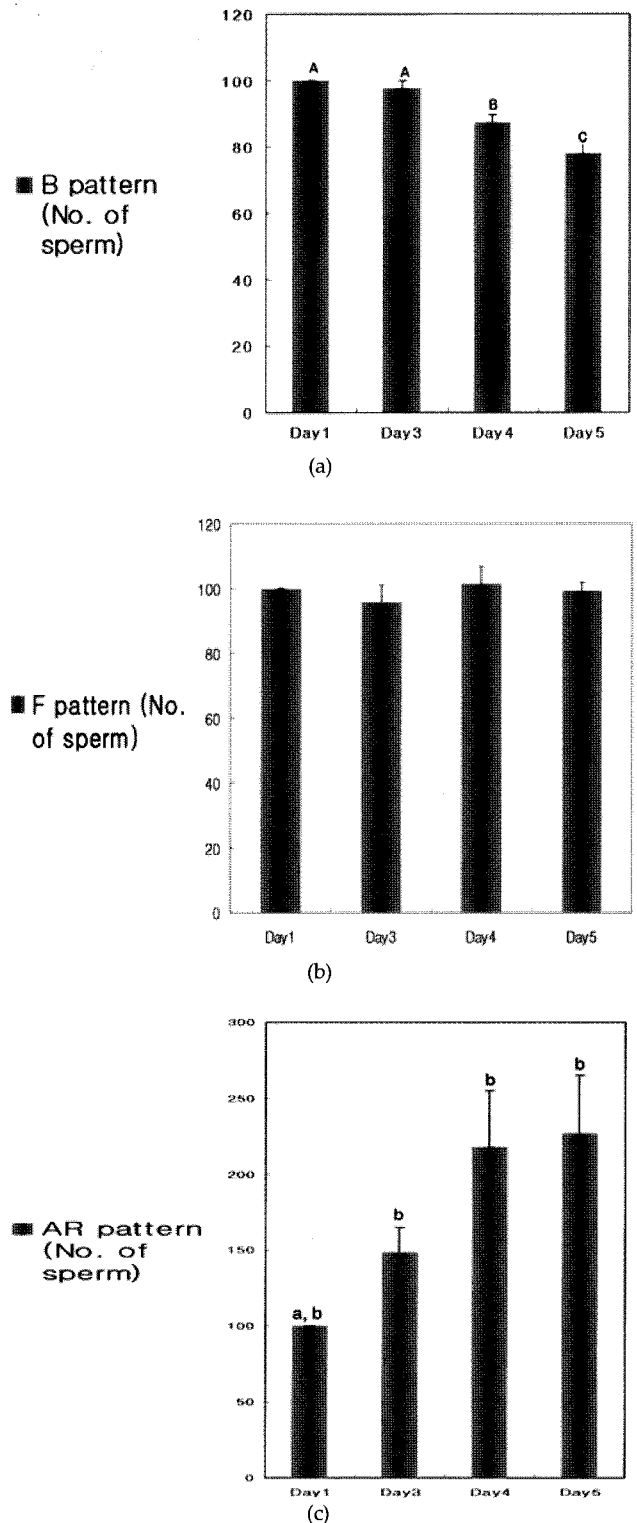 120
100
80
60
40
20
0
A
A
B
C
B pattern
(No. of
sperm)
Day1 Day3 Day4 Day5
(a)
120
100
80
60
40
20
0
F pattern (No.
of sperm)
Day1 Day3 Day4 Day5
(b)
300
250
200
150
100
50
0
a, b
b
b
b
AR pattern
(No. of
sperm)
Day1 Day3 Day4 Day5
(c)